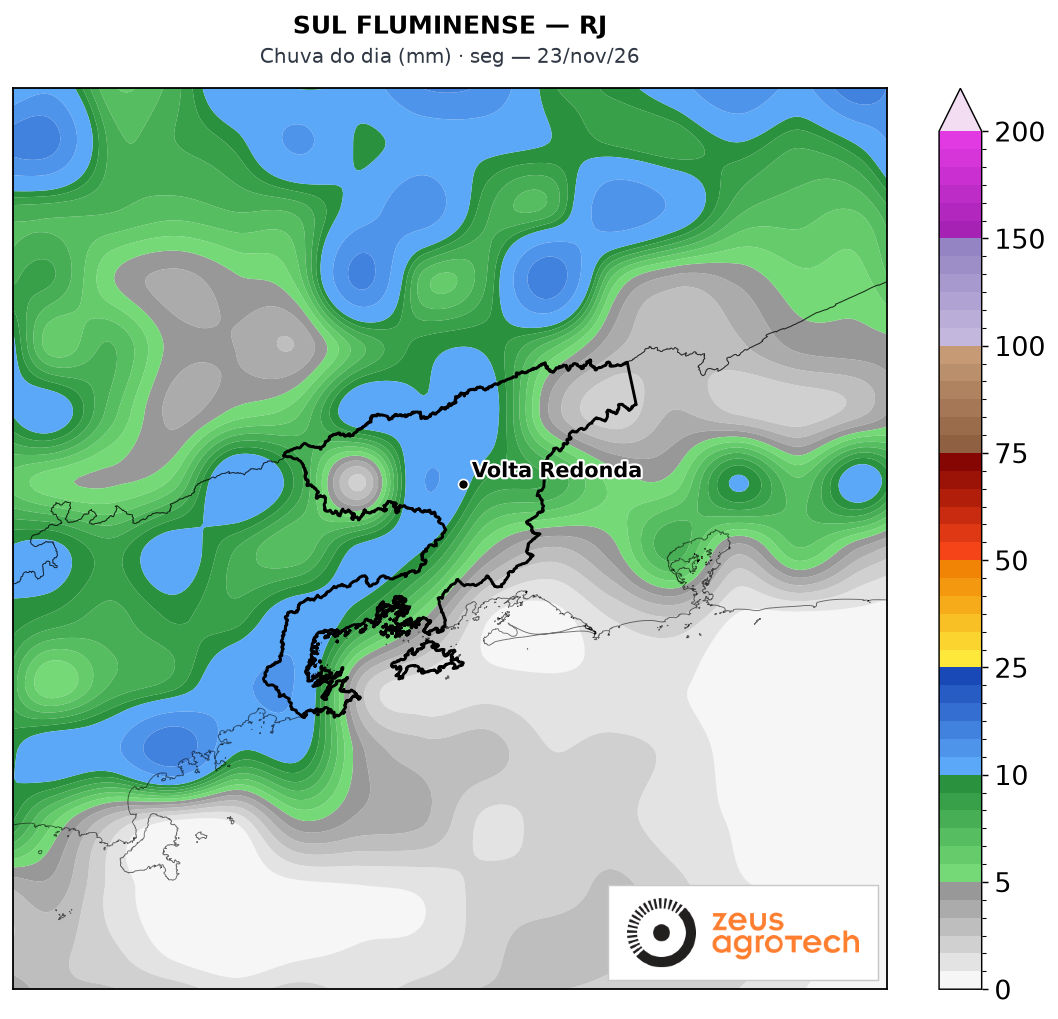 SUL FLUMINENSE — RJ
Chuva do dia (mm) · seg — 23/nov/26
200
150
100
75
50
25
10
5
0
Volta Redonda
zeus
agrotech